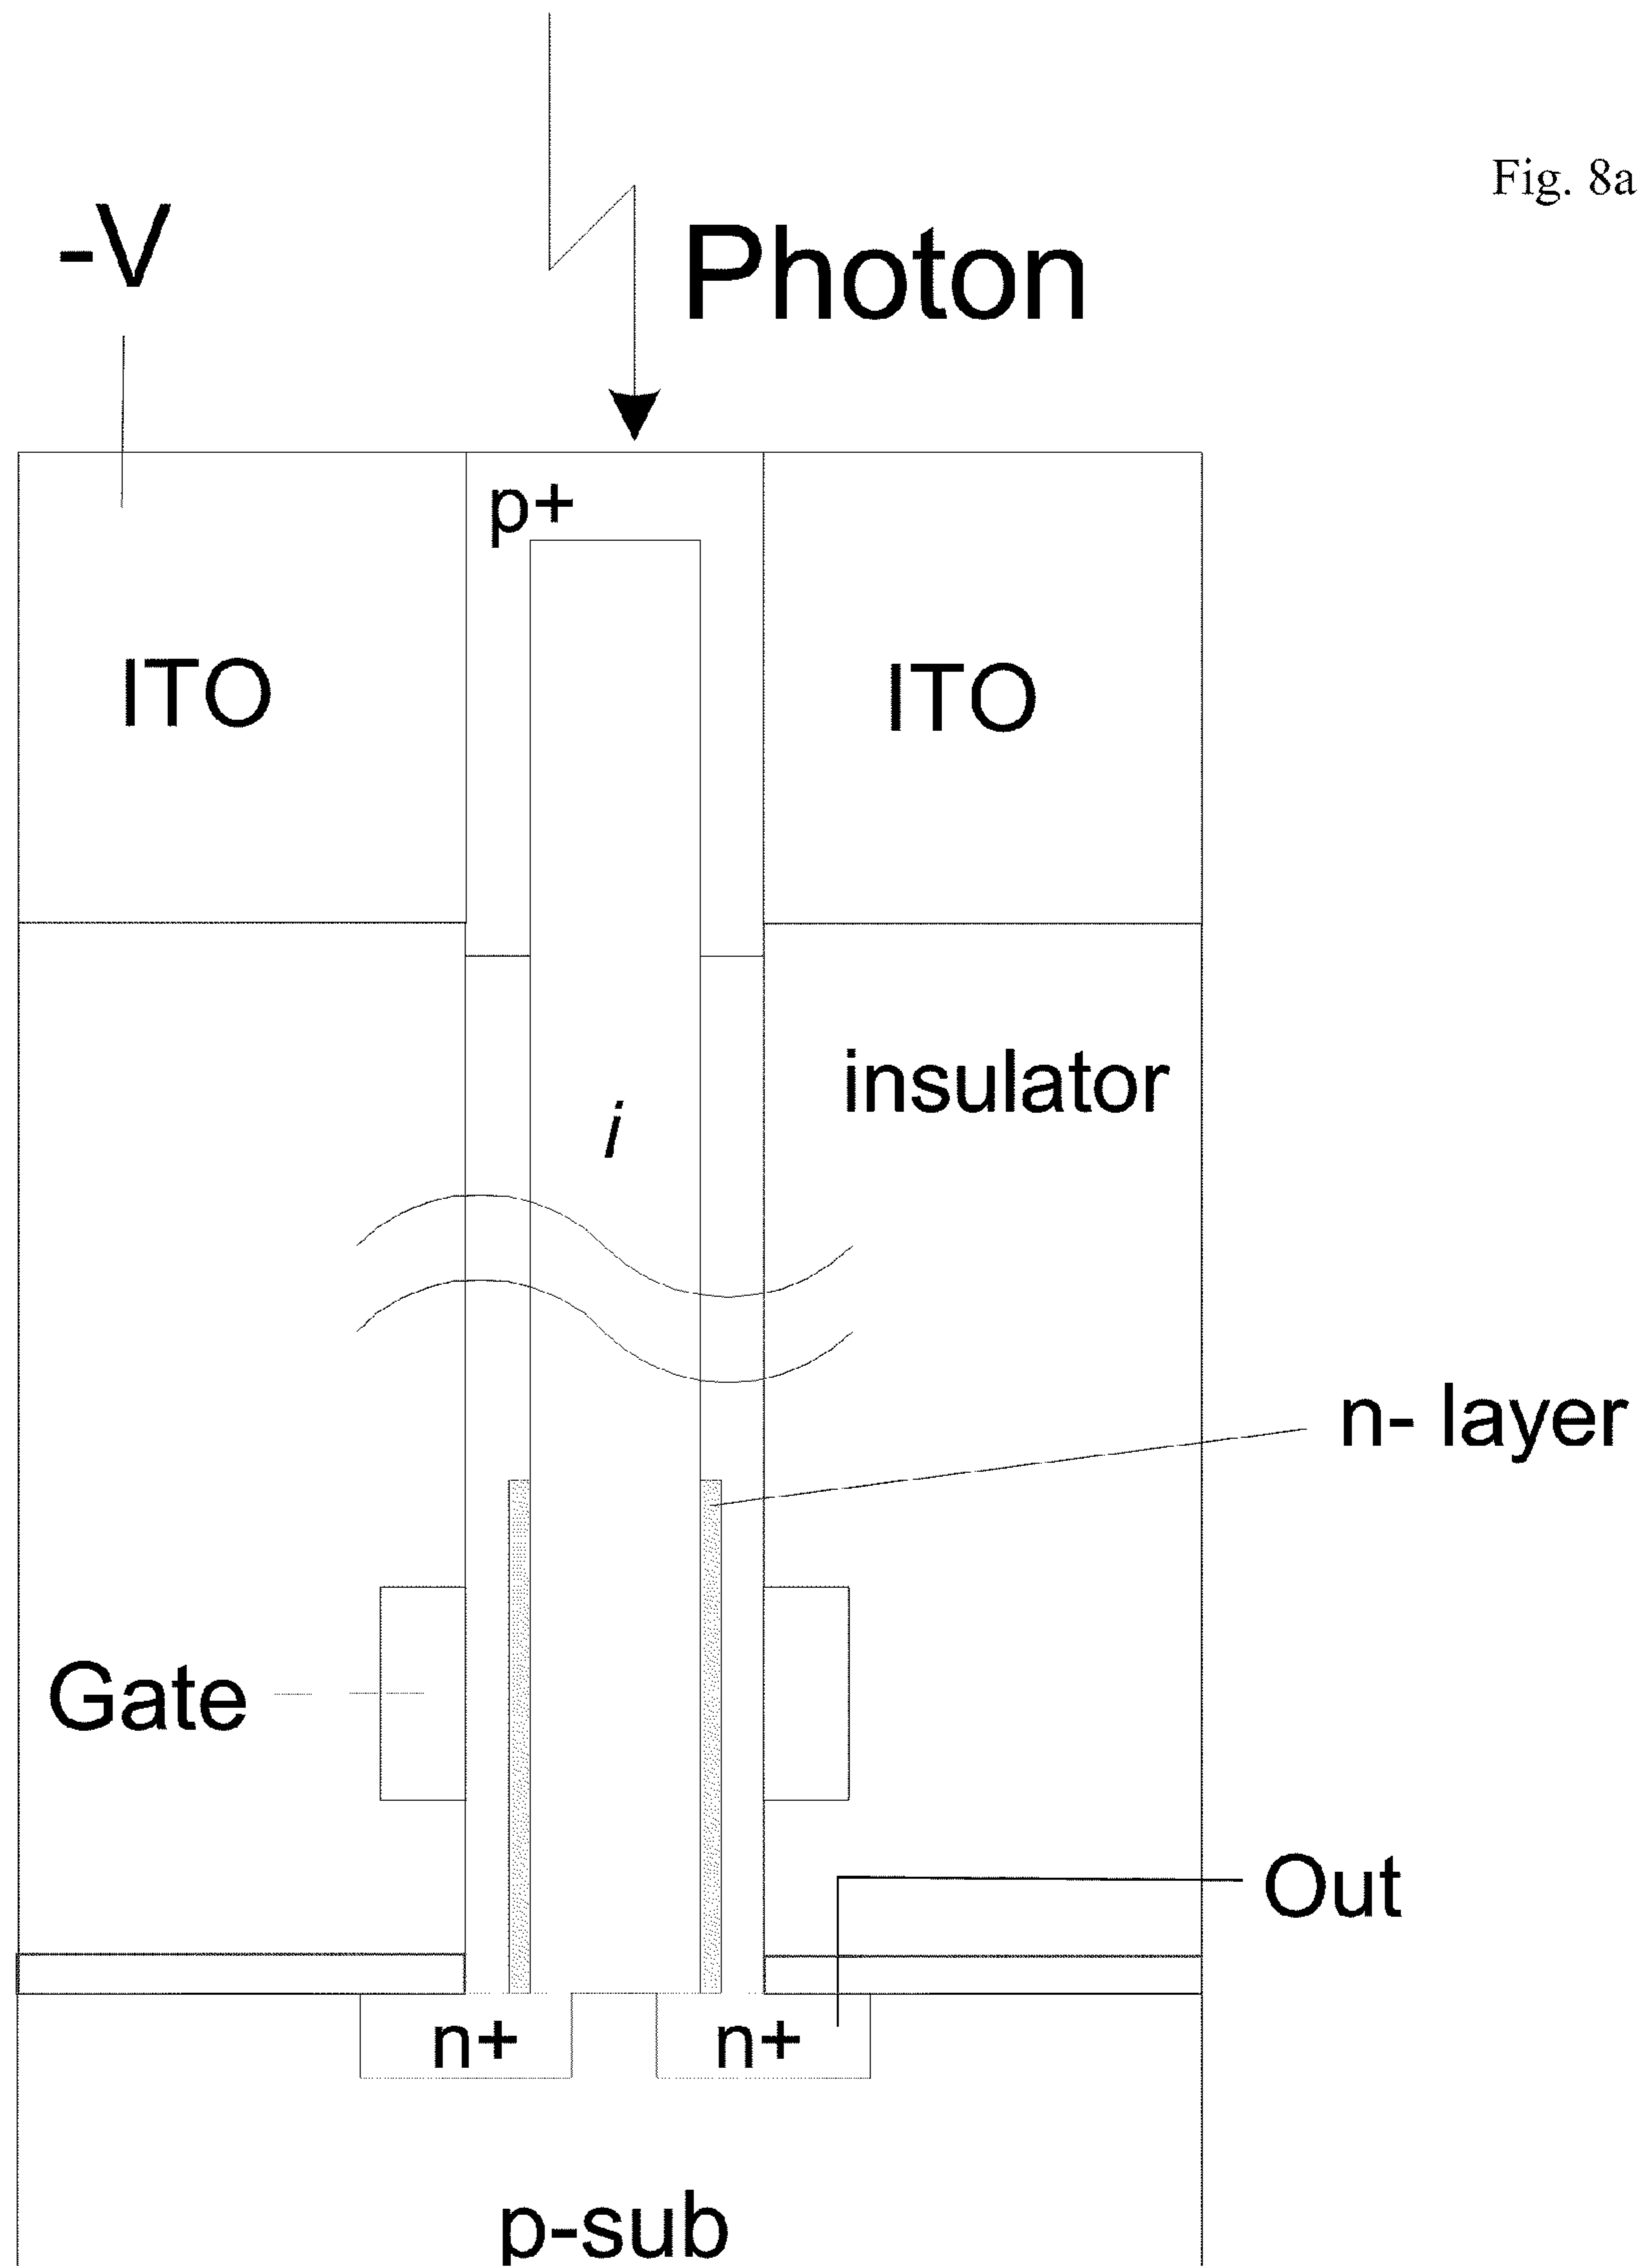 Fig. 8a
-V
Photon
p+
ITO
ITO
insulator
i
n- layer
Gate
Out
n+
n+
p-sub